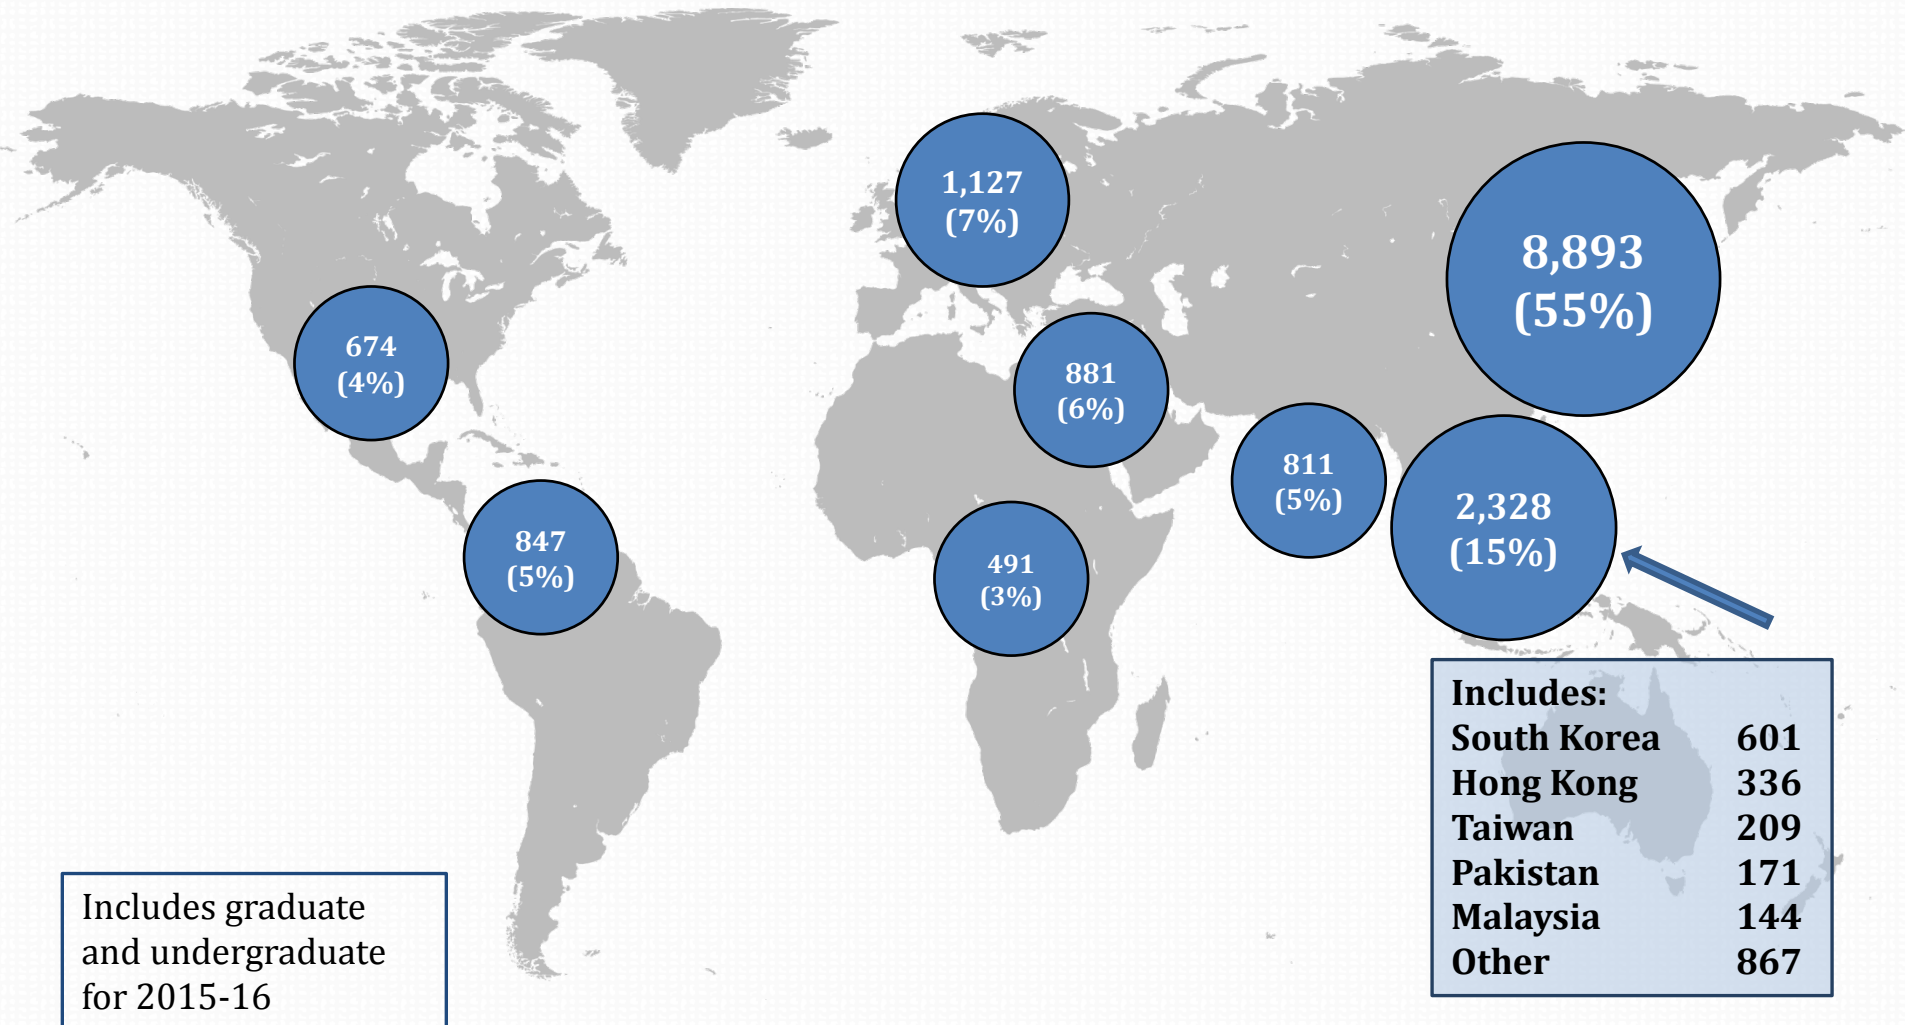 1,127
(7%)
8,893
(55%)
674
(4%)
881
(6%)
811
(5%)
2,328
(15%)
847
(5%)
491
(3%)
Includes:
South Korea 601
Hong Kong 336
Taiwan 209
Pakistan 171
Malaysia 144
Other 867
Includes graduate
and undergraduate
for 2015-16